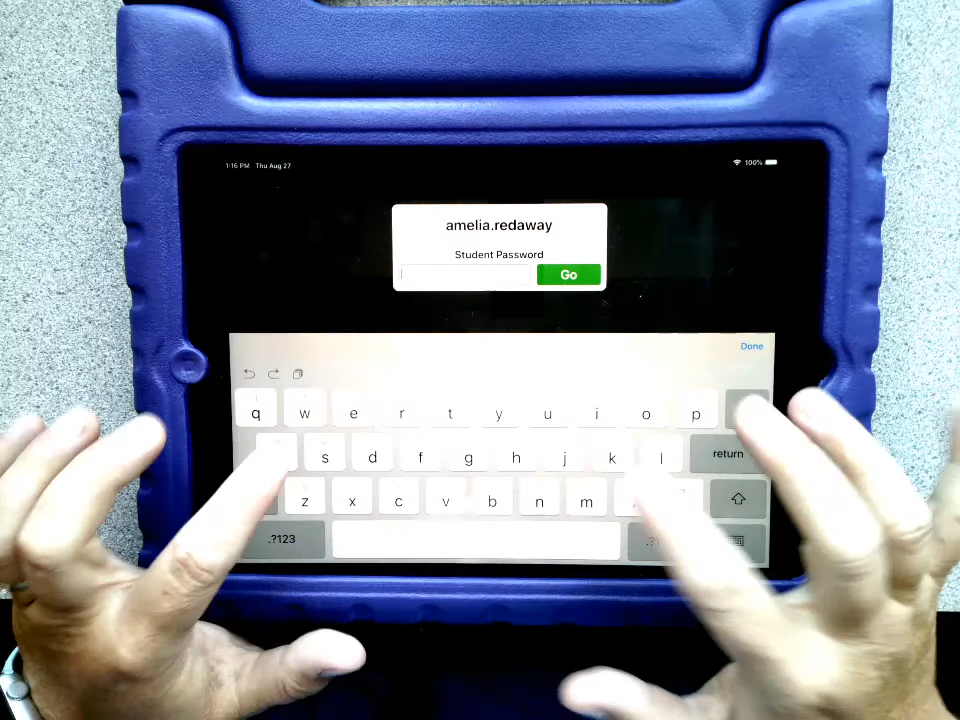 1:16 PM Thu Aug 27
100%
amelia.redaway
Student Password
Go
Done
q w e r t y u i o p
s d f g h j k l return
z x c v b n m
.?123